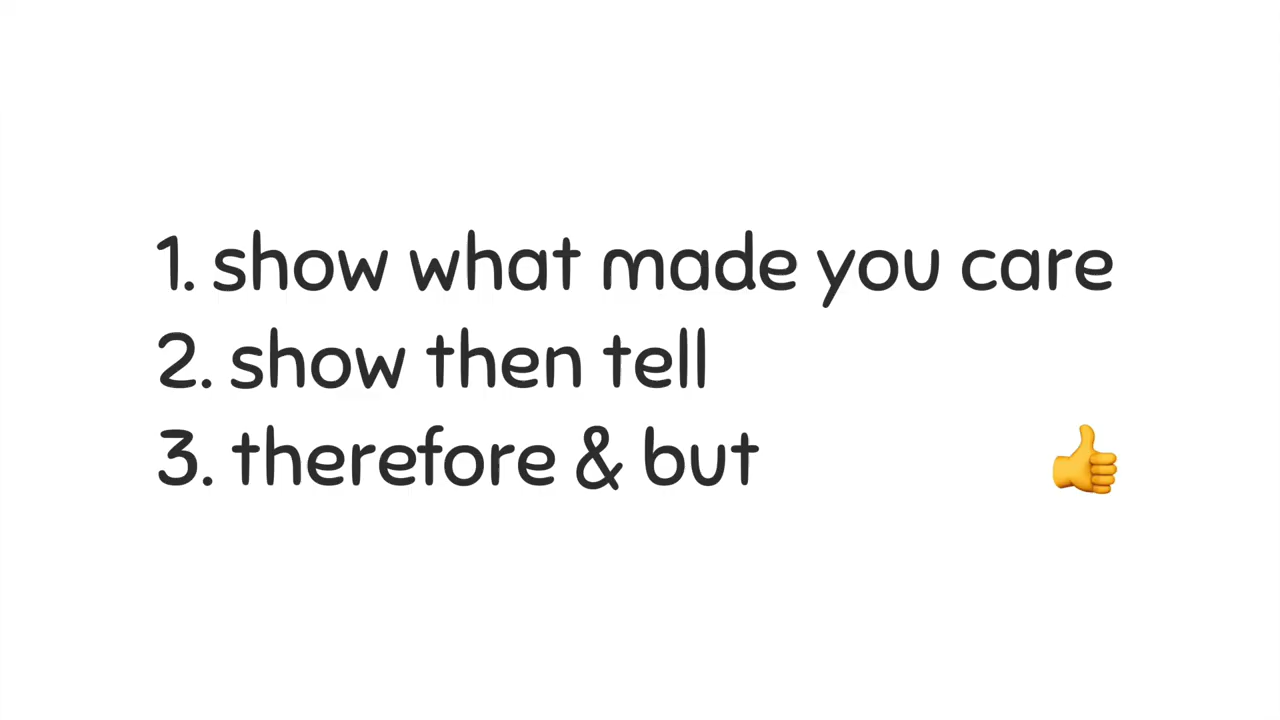 1. show what made you care
2. show then tell
3. therefore & but 👍